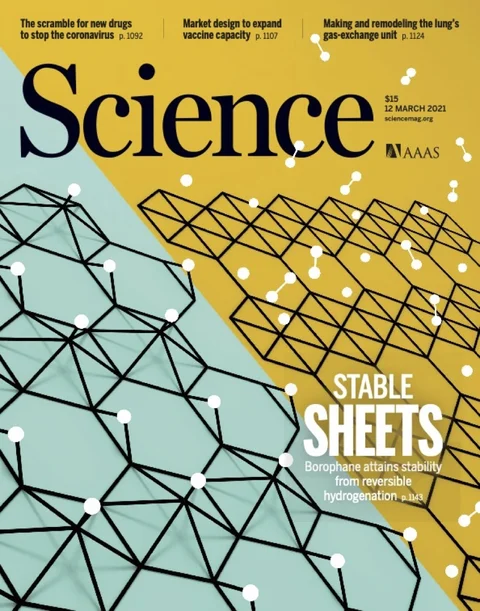 The scramble for new drugs
to stop the coronavirus p. 1092
Market design to expand
vaccine capacity p. 1107
Making and remodeling the lung's
gas-exchange unit p. 1124
Science
$15
12 MARCH 2021
sciencemag.org
AAAS
STABLE
SHEETS
Borophane attains stability
from reversible
hydrogenation p. 1143